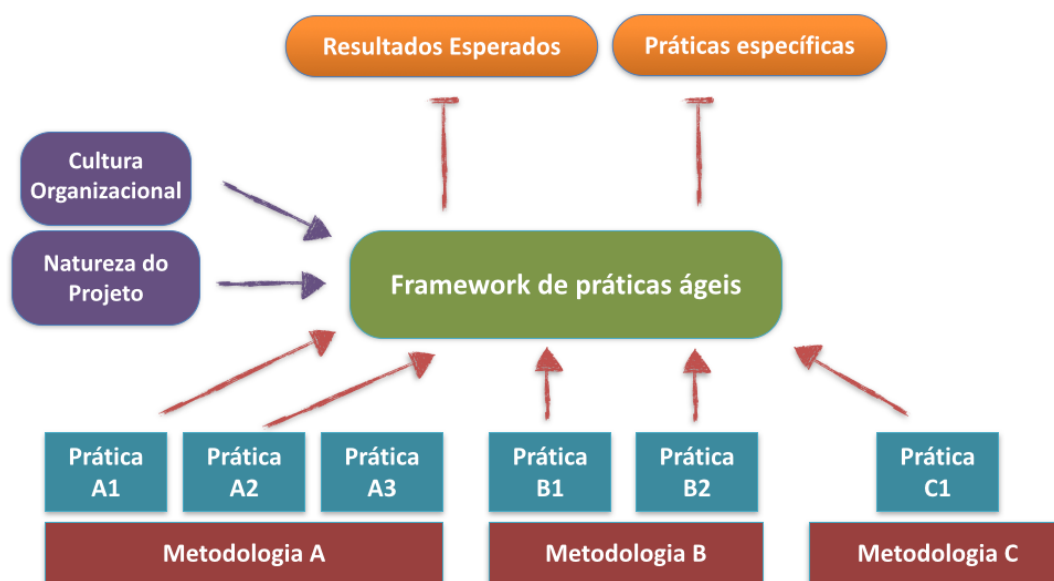 Resultados Esperados
Práticas específicas
Cultura
Organizacional
Natureza do
Projeto
Framework de práticas ágeis
Prática
A1
Prática
A2
Prática
A3
Prática
B1
Prática
B2
Prática
C1
Metodologia A
Metodologia B
Metodologia C